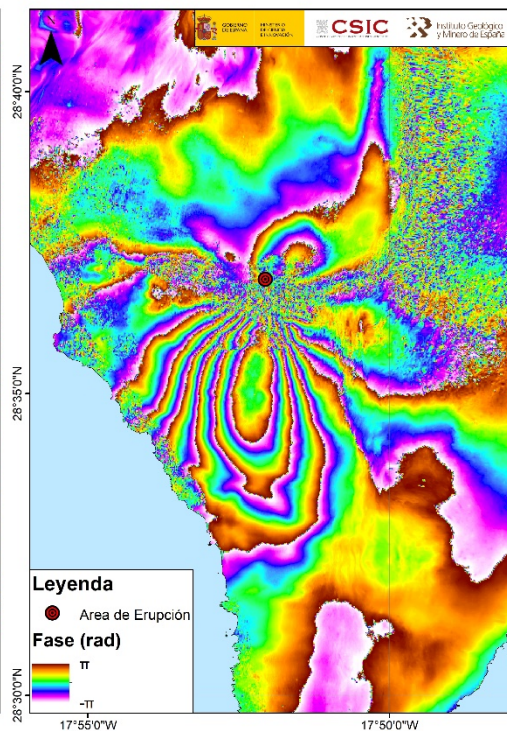 GOBIERNO
DE ESPAÑA
MINISTERIO
DE CIENCIA
E INNOVACIÓN
CSIC
Instituto Geológico
y Minero de España
28°40'0"N
28°35'0"N
28°30'0"N
Leyenda
Area de Erupción
Fase (rad)
π
-π
17°55'0"W
17°50'0"W